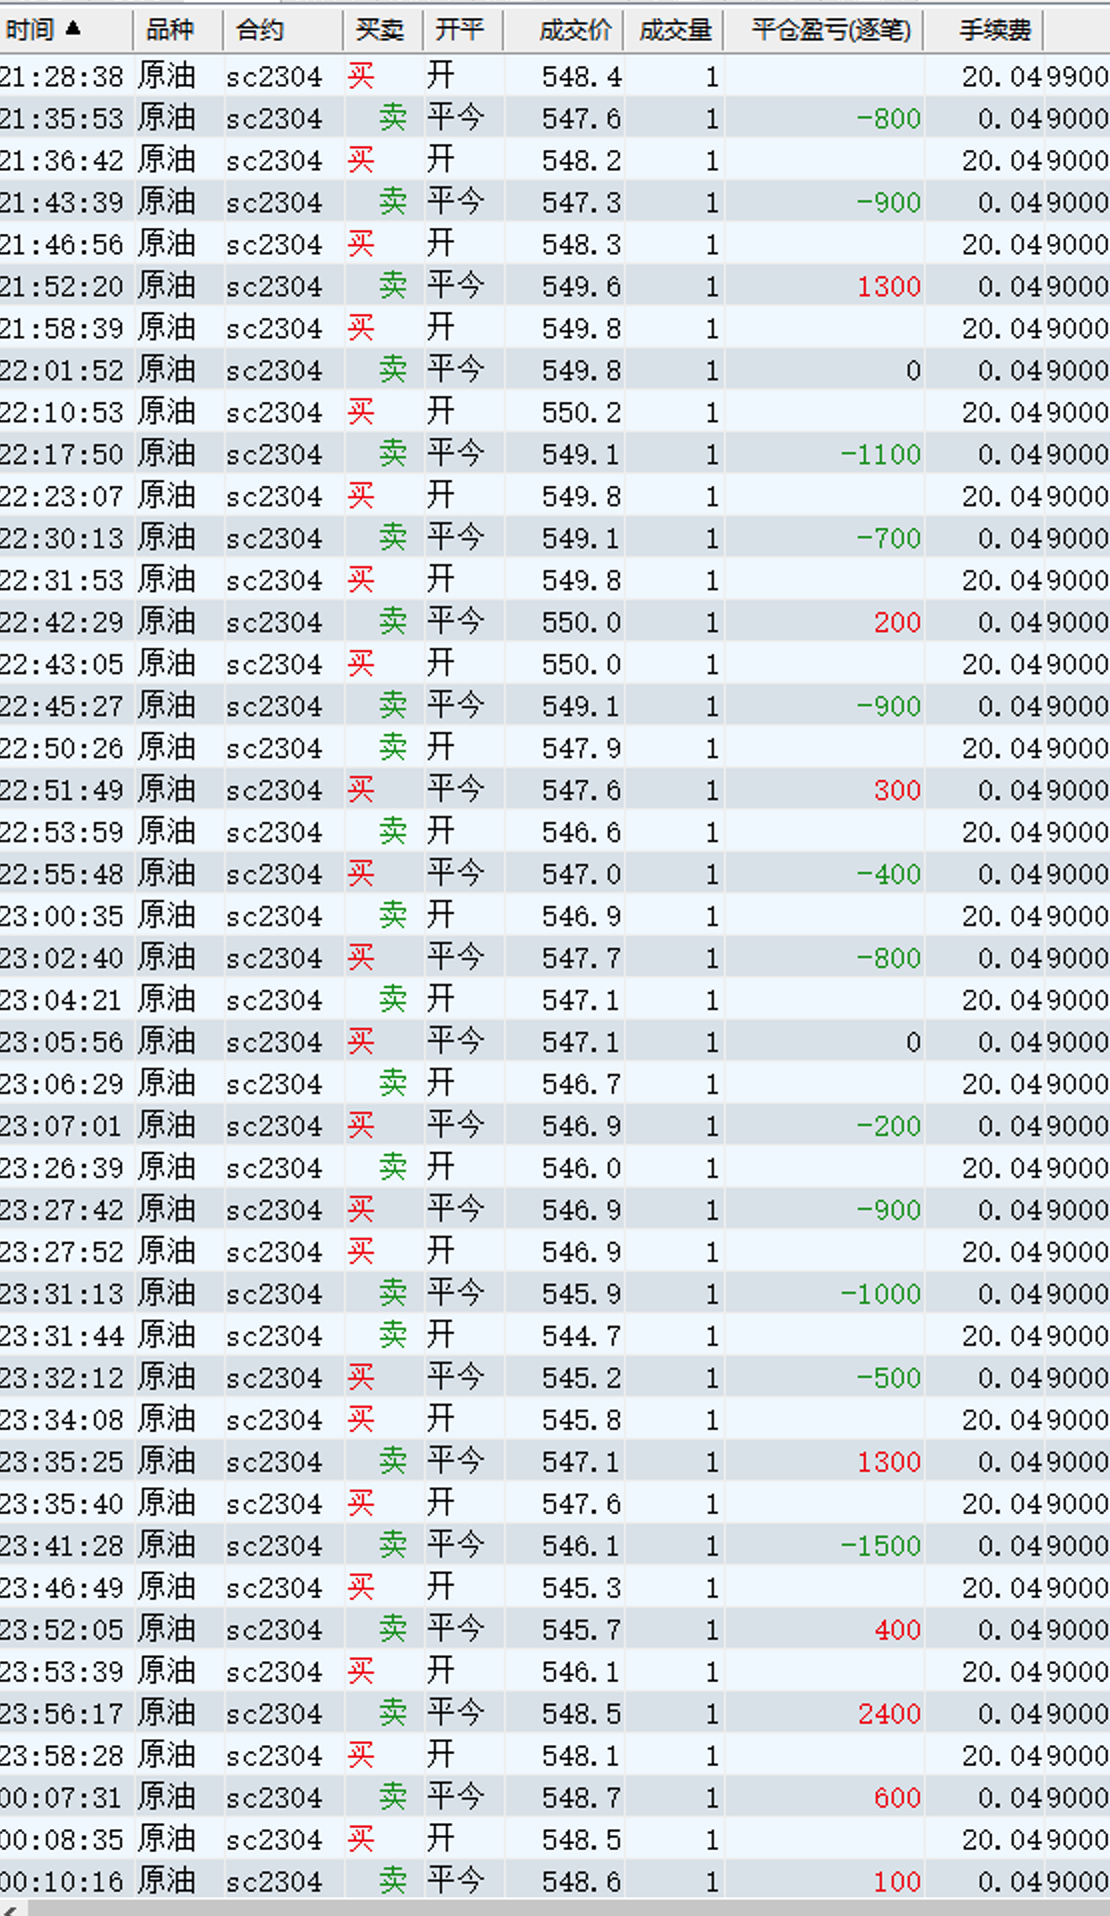 时间 ▲ 品种 合约 买卖 开平 成交价 成交量 平仓盈亏(逐笔) 手续费
21:28:38 原油 sc2304 买 开 548.4 1 20.049900
21:35:53 原油 sc2304 卖 平今 547.6 1 -800 0.049000
21:36:42 原油 sc2304 买 开 548.2 1 20.049000
21:43:39 原油 sc2304 卖 平今 547.3 1 -900 0.049000
21:46:56 原油 sc2304 买 开 548.3 1 20.049000
21:52:20 原油 sc2304 卖 平今 549.6 1 1300 0.049000
21:58:39 原油 sc2304 买 开 549.8 1 20.049000
22:01:52 原油 sc2304 卖 平今 549.8 1 0 0.049000
22:10:53 原油 sc2304 买 开 550.2 1 20.049000
22:17:50 原油 sc2304 卖 平今 549.1 1 -1100 0.049000
22:23:07 原油 sc2304 买 开 549.8 1 20.049000
22:30:13 原油 sc2304 卖 平今 549.1 1 -700 0.049000
22:31:53 原油 sc2304 买 开 549.8 1 20.049000
22:42:29 原油 sc2304 卖 平今 550.0 1 200 0.049000
22:43:05 原油 sc2304 买 开 550.0 1 20.049000
22:45:27 原油 sc2304 卖 平今 549.1 1 -900 0.049000
22:50:26 原油 sc2304 卖 开 547.9 1 20.049000
22:51:49 原油 sc2304 买 平今 547.6 1 300 0.049000
22:53:59 原油 sc2304 卖 开 546.6 1 20.049000
22:55:48 原油 sc2304 买 平今 547.0 1 -400 0.049000
23:00:35 原油 sc2304 卖 开 546.9 1 20.049000
23:02:40 原油 sc2304 买 平今 547.7 1 -800 0.049000
23:04:21 原油 sc2304 卖 开 547.1 1 20.049000
23:05:56 原油 sc2304 买 平今 547.1 1 0 0.049000
23:06:29 原油 sc2304 卖 开 546.7 1 20.049000
23:07:01 原油 sc2304 买 平今 546.9 1 -200 0.049000
23:26:39 原油 sc2304 卖 开 546.0 1 20.049000
23:27:42 原油 sc2304 买 平今 546.9 1 -900 0.049000
23:27:52 原油 sc2304 买 开 546.9 1 20.049000
23:31:13 原油 sc2304 卖 平今 545.9 1 -1000 0.049000
23:31:44 原油 sc2304 卖 开 544.7 1 20.049000
23:32:12 原油 sc2304 买 平今 545.2 1 -500 0.049000
23:34:08 原油 sc2304 买 开 545.8 1 20.049000
23:35:25 原油 sc2304 卖 平今 547.1 1 1300 0.049000
23:35:40 原油 sc2304 买 开 547.6 1 20.049000
23:41:28 原油 sc2304 卖 平今 546.1 1 -1500 0.049000
23:46:49 原油 sc2304 买 开 545.3 1 20.049000
23:52:05 原油 sc2304 卖 平今 545.7 1 400 0.049000
23:53:39 原油 sc2304 买 开 546.1 1 20.049000
23:56:17 原油 sc2304 卖 平今 548.5 1 2400 0.049000
23:58:28 原油 sc2304 买 开 548.1 1 20.049000
00:07:31 原油 sc2304 卖 平今 548.7 1 600 0.049000
00:08:35 原油 sc2304 买 开 548.5 1 20.049000
00:10:16 原油 sc2304 卖 平今 548.6 1 100 0.049000